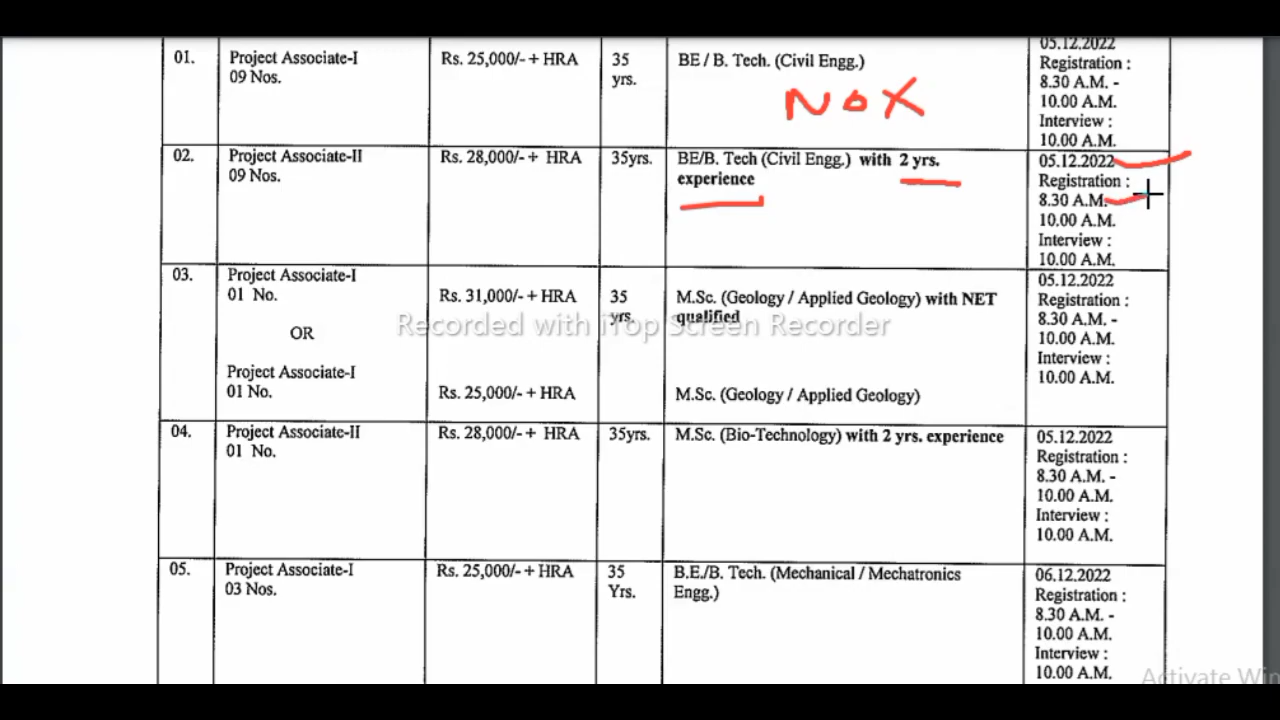 01.
Project Associate-I
09 Nos.
Rs. 25,000/- + HRA
35
yrs.
BE / B. Tech. (Civil Engg.)
05.12.2022
Registration :
8.30 A.M. -
10.00 A.M.
Interview :
10.00 A.M.
02.
Project Associate-II
09 Nos.
Rs. 28,000/- + HRA
35yrs.
BE/B. Tech (Civil Engg.) with 2 yrs.
experience
05.12.2022
Registration :
8.30 A.M.
10.00 A.M.
Interview :
10.00 A.M.
03.
Project Associate-I
01 No.
OR
Project Associate-I
01 No.
Rs. 31,000/- + HRA
Rs. 25,000/- + HRA
35
yrs.
M.Sc. (Geology / Applied Geology) with NET
qualified
M.Sc. (Geology / Applied Geology)
05.12.2022
Registration :
8.30 A.M. -
10.00 A.M.
Interview :
10.00 A.M.
Recorded with iTop Screen Recorder
04.
Project Associate-II
01 No.
Rs. 28,000/- + HRA
35yrs.
M.Sc. (Bio-Technology) with 2 yrs. experience
05.12.2022
Registration :
8.30 A.M. -
10.00 A.M.
Interview :
10.00 A.M.
05.
Project Associate-I
03 Nos.
Rs. 25,000/- + HRA
35
Yrs.
B.E./B. Tech. (Mechanical / Mechatronics
Engg.)
06.12.2022
Registration :
8.30 A.M. -
10.00 A.M.
Interview :
10.00 A.M.
Activate Win